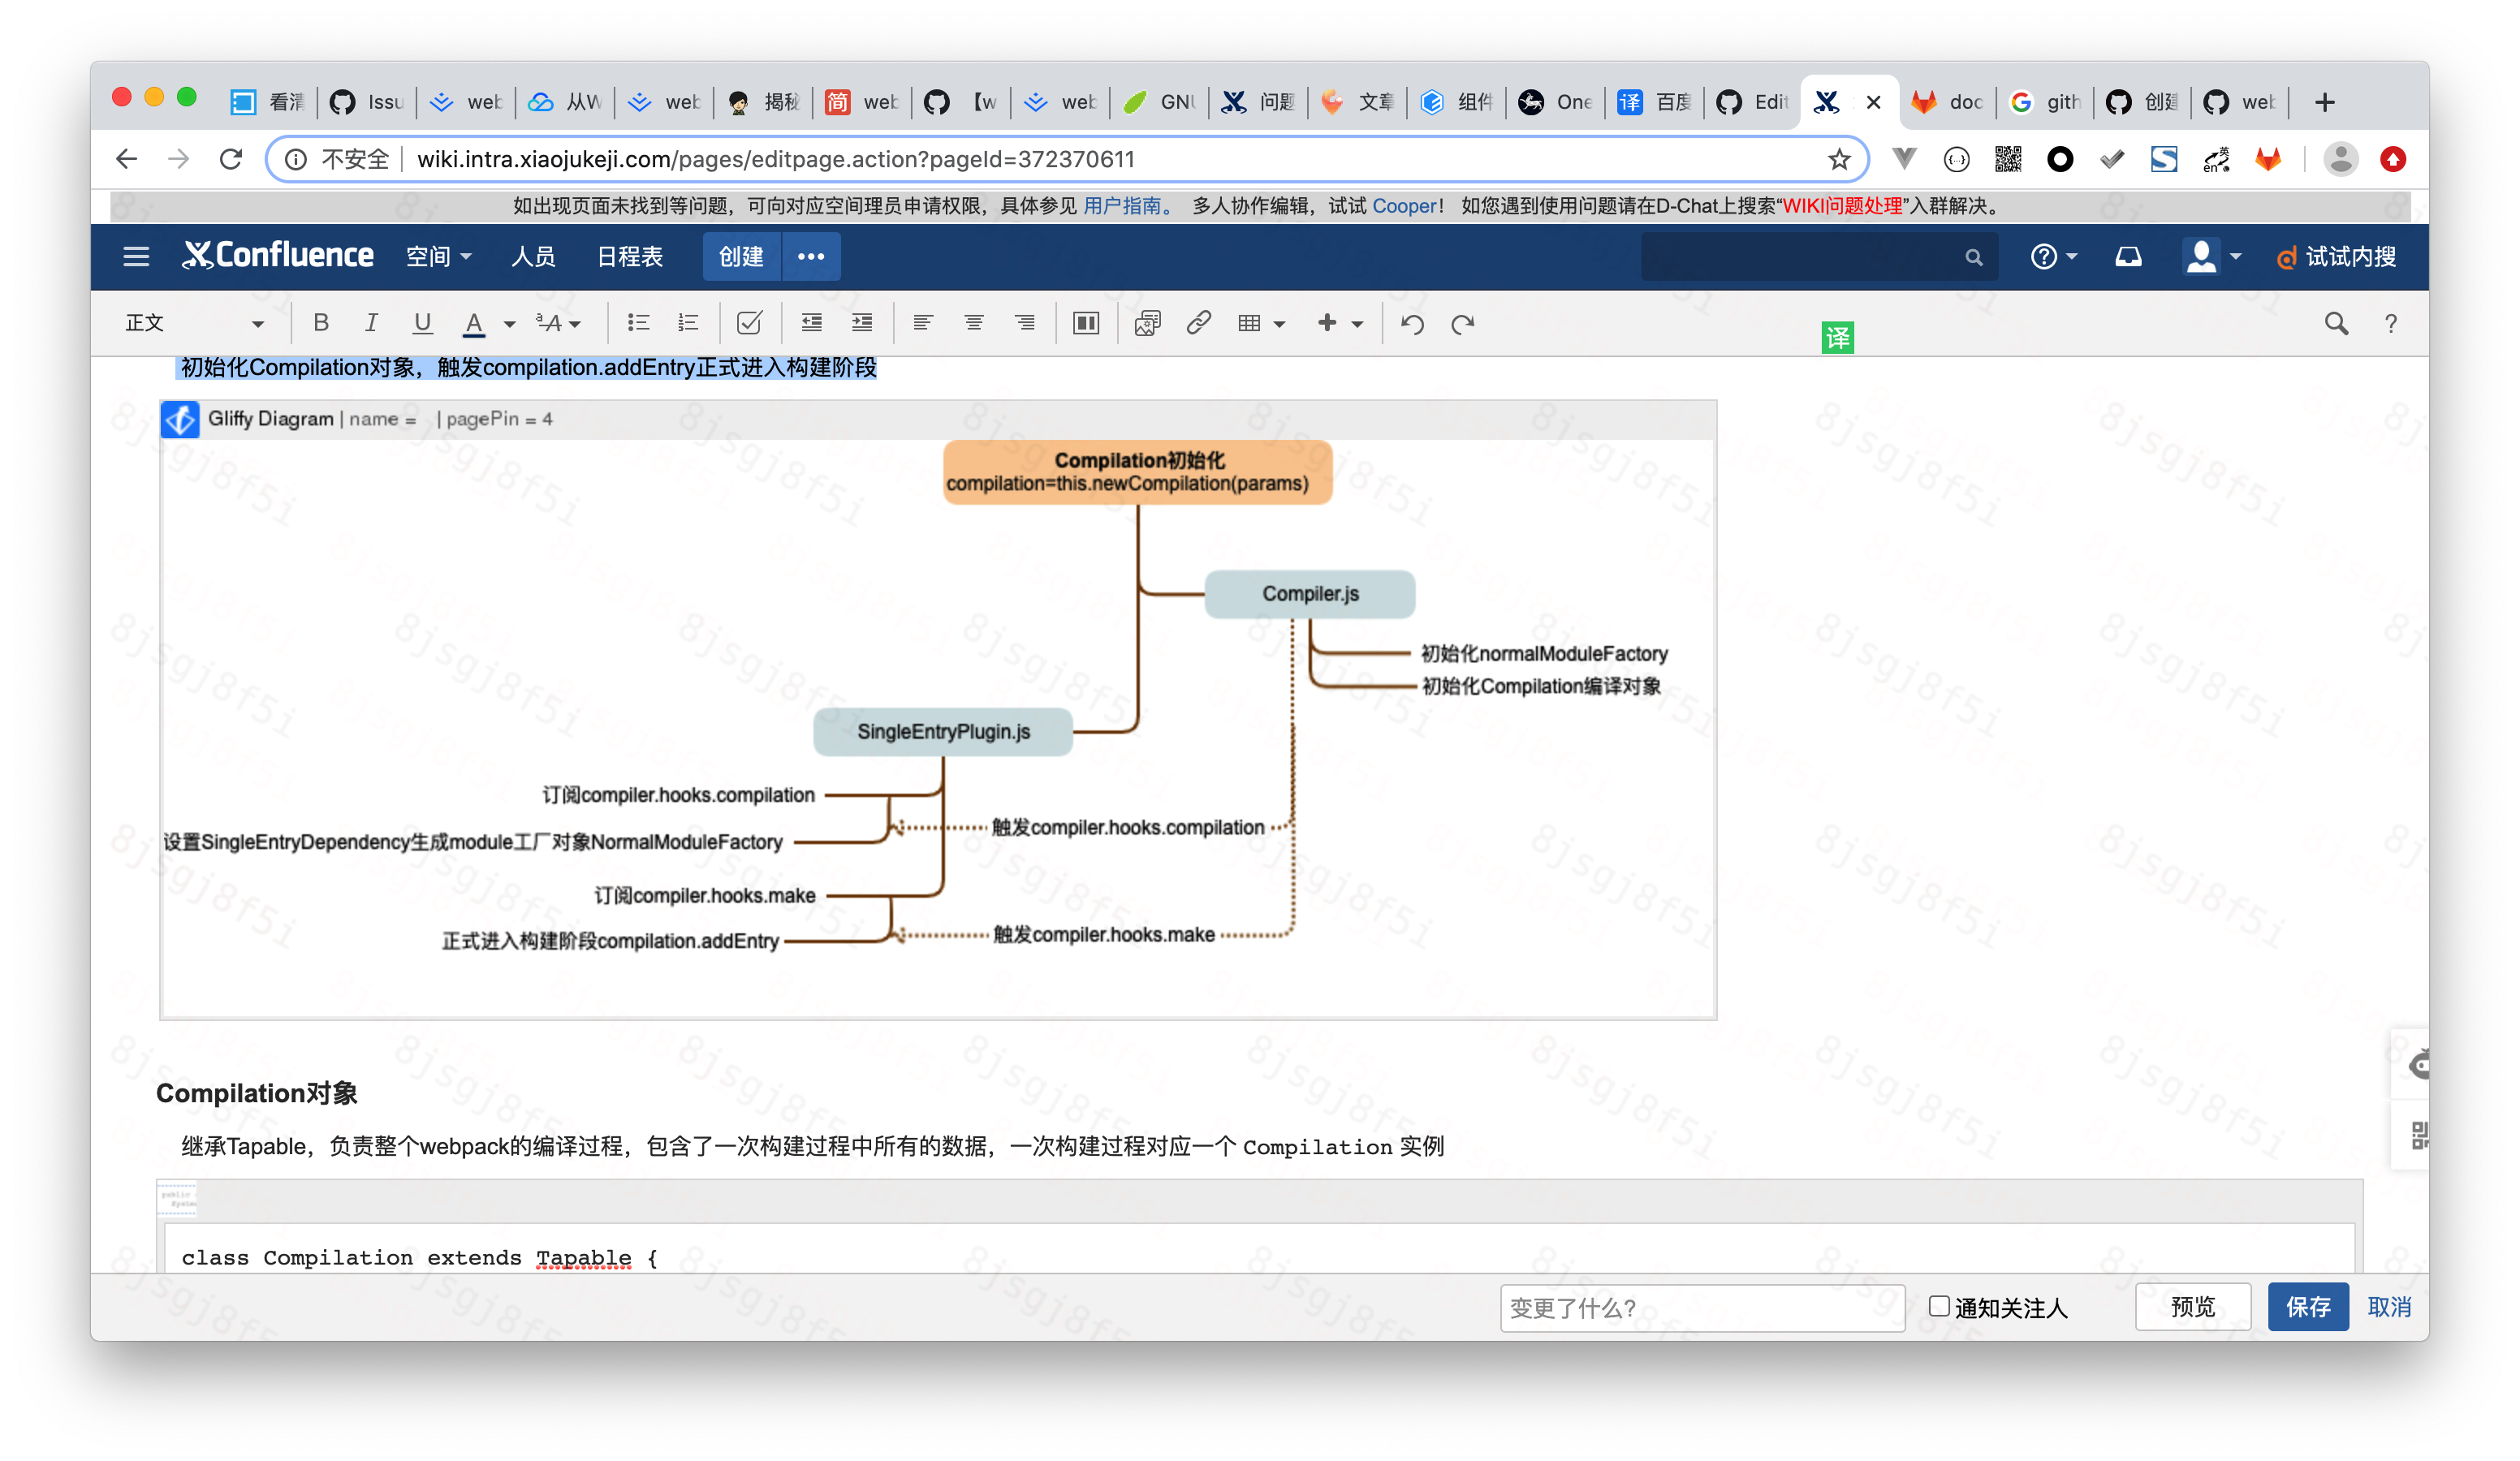 看清 Issu web 从W web 揭秘 简 web 【w web GNU 问题 文章 组件 One 译 百度 Edit doc gith 创建 web
不安全 wiki.intra.xiaojukeji.com/pages/editpage.action?pageId=372370611
如出现页面未找到等问题，可向对应空间理员申请权限，具体参见 用户指南。 多人协作编辑，试试 Cooper！ 如您遇到使用问题请在D-Chat上搜索“WIKI问题处理”入群解决。
Confluence 空间 人员 日程表 创建 ••• 试试内搜
正文 B I U A ªA ?
译
初始化Compilation对象，触发compilation.addEntry正式进入构建阶段
Gliffy Diagram | name = | pagePin = 4
Compilation初始化
compilation=this.newCompilation(params)
Compiler.js
初始化normalModuleFactory
初始化Compilation编译对象
SingleEntryPlugin.js
订阅compiler.hooks.compilation
触发compiler.hooks.compilation
设置SingleEntryDependency生成module工厂对象NormalModuleFactory
订阅compiler.hooks.make
触发compiler.hooks.make
正式进入构建阶段compilation.addEntry
Compilation对象
继承Tapable，负责整个webpack的编译过程，包含了一次构建过程中所有的数据，一次构建过程对应一个 Compilation 实例
class Compilation extends Tapable {
变更了什么? 通知关注人 预览 保存 取消
8jsgj8f5i